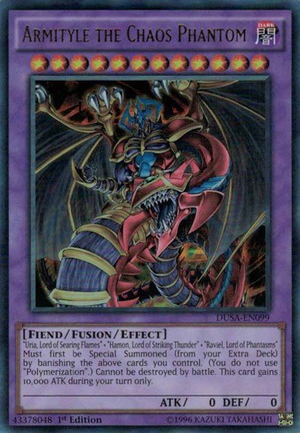 ARMITYLE THE CHAOS PHANTOM
DARK
DUSA-EN099
[FIEND/FUSION/EFFECT]
"Uria, Lord of Searing Flames" + "Hamon, Lord of Striking Thunder" + "Raviel, Lord of Phantasms"
Must first be Special Summoned (from your Extra Deck)
by banishing the above cards you control. (You do not use
"Polymerization".) Cannot be destroyed by battle. This card gains
10,000 ATK during your turn only.
ATK/ 0 DEF/ 0
43378048 1st Edition ©1996 KAZUKI TAKAHASHI